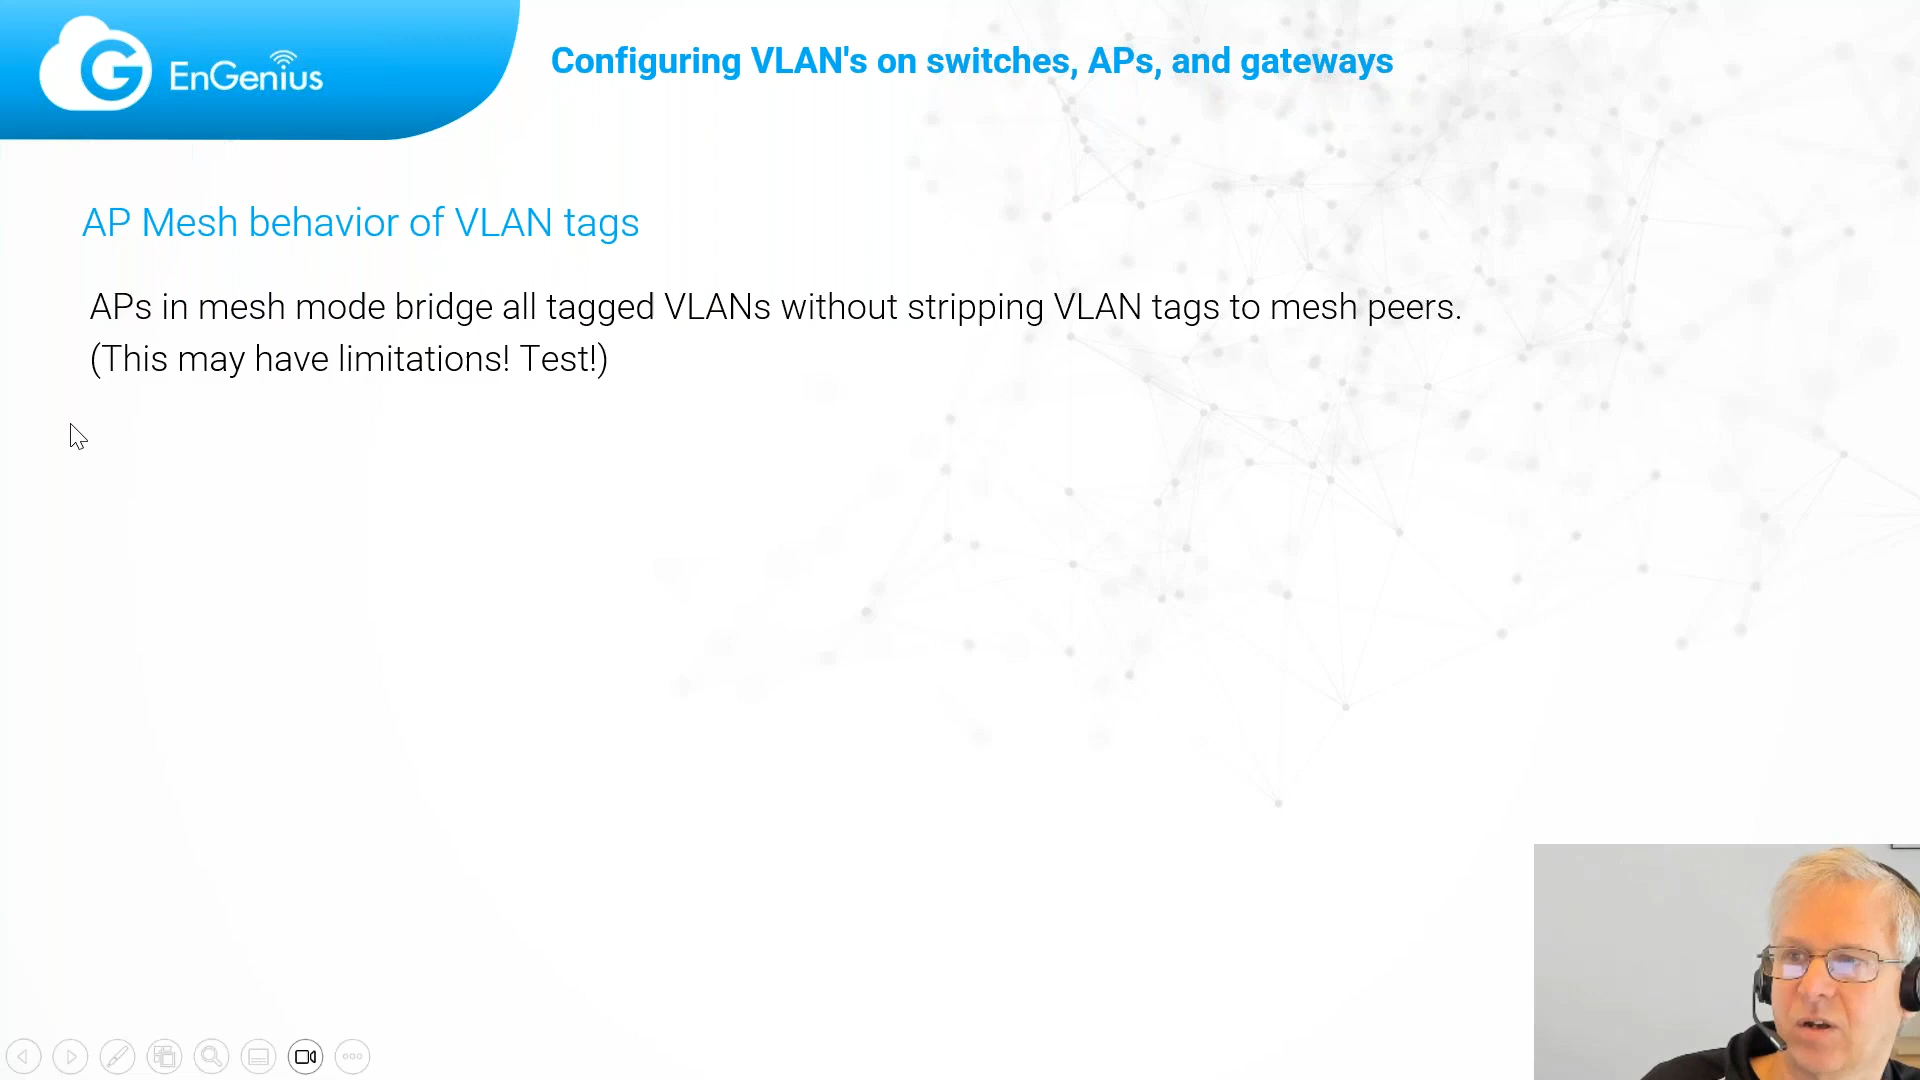 EnGenius
Configuring VLAN's on switches, APs, and gateways
AP Mesh behavior of VLAN tags
APs in mesh mode bridge all tagged VLANs without stripping VLAN tags to mesh peers.
(This may have limitations! Test!)